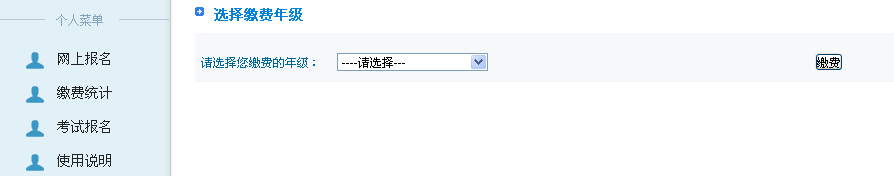 个人菜单
网上报名
缴费统计
考试报名
使用说明
选择缴费年级
请选择您缴费的年级：
----请选择---
缴费